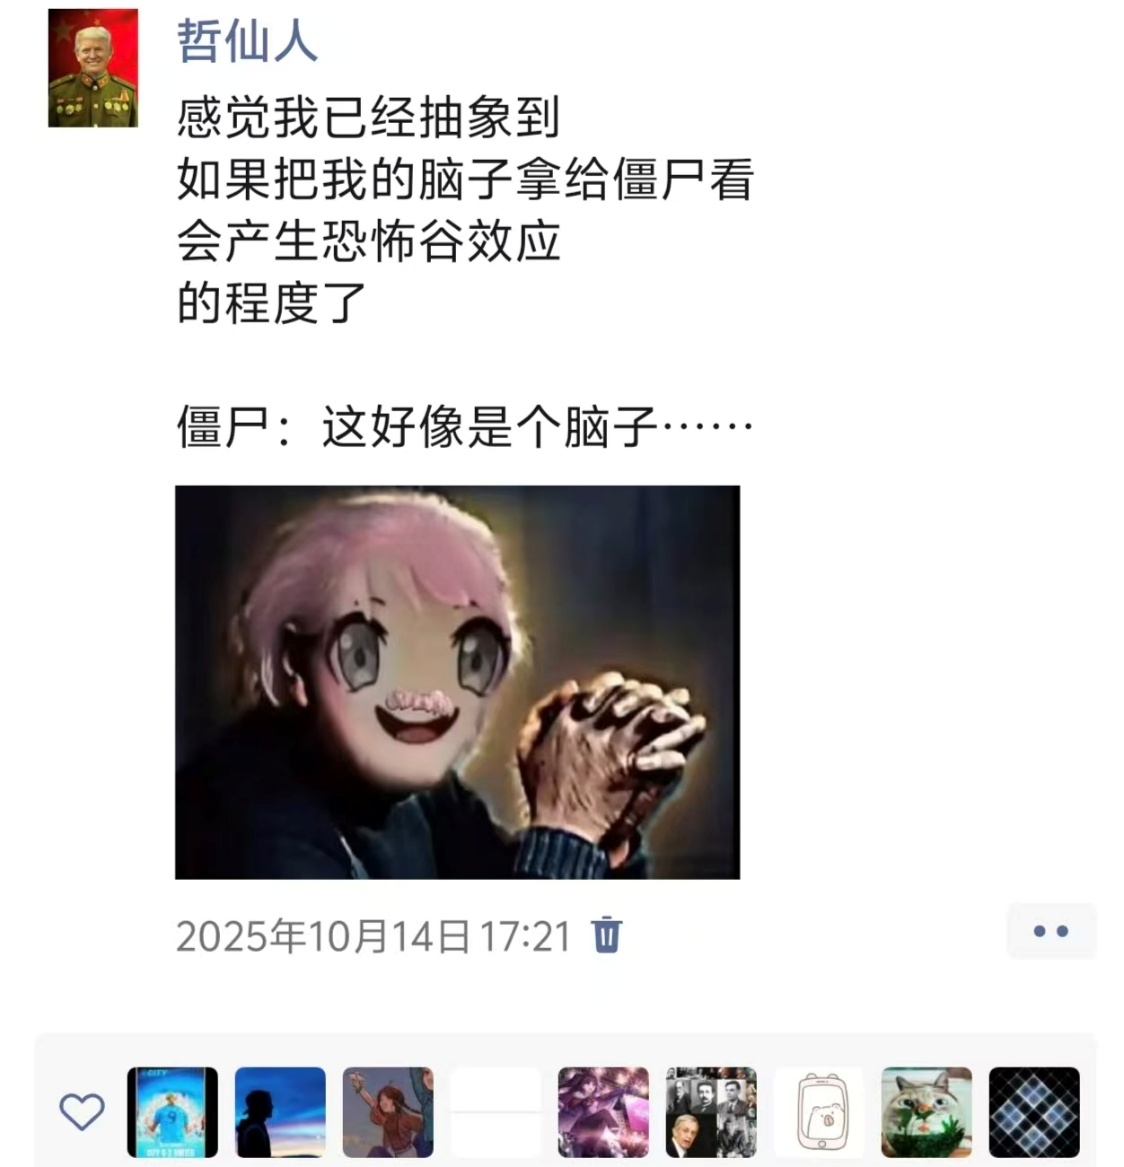 哲仙人
感觉我已经抽象到
如果把我的脑子拿给僵尸看
会产生恐怖谷效应
的程度了
僵尸：这好像是个脑子……
2025年10月14日 17:21
CITY